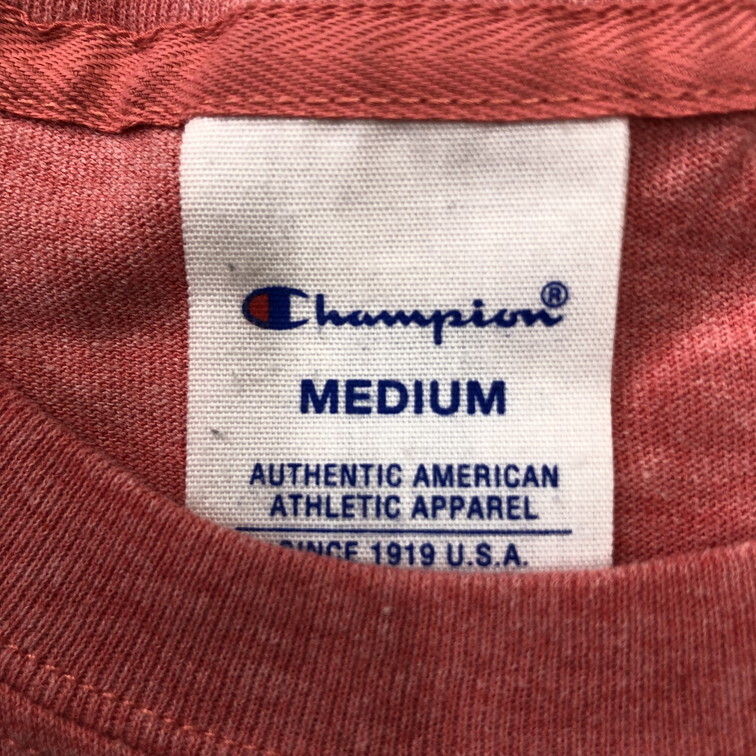 Champion®
MEDIUM
AUTHENTIC AMERICAN
ATHLETIC APPAREL
SINCE 1919 U.S.A.